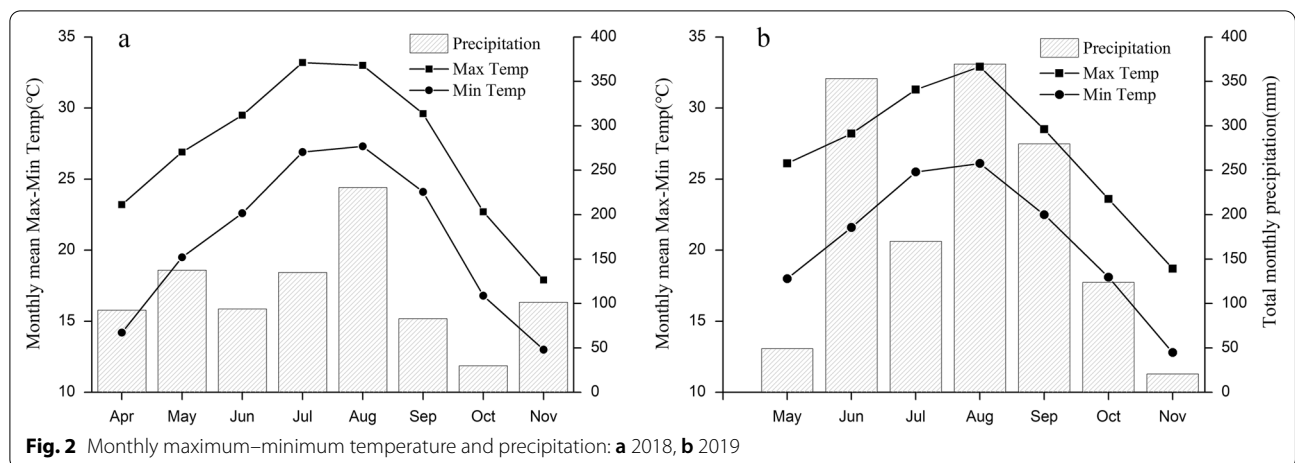 a
Precipitation
Max Temp
Min Temp
Monthly mean Max-Min Temp(°C)
35
30
25
20
15
10
400
350
300
250
200
150
100
50
0
Apr May Jun Jul Aug Sep Oct Nov
b
Precipitation
Max Temp
Min Temp
Monthly mean Max-Min Temp(°C)
35
30
25
20
15
10
400
350
300
250
200
150
100
50
0
Total monthly precipitation(mm)
May Jun Jul Aug Sep Oct Nov
Fig. 2 Monthly maximum–minimum temperature and precipitation: a 2018, b 2019